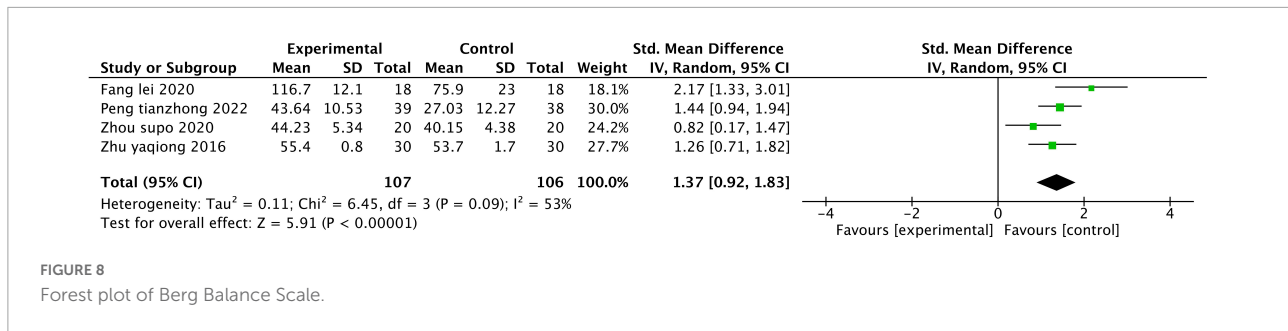 Experimental Control Std. Mean Difference Std. Mean Difference
Study or Subgroup Mean SD Total Mean SD Total Weight IV, Random, 95% CI IV, Random, 95% CI
Fang lei 2020 116.7 12.1 18 75.9 23 18 18.1% 2.17 [1.33, 3.01]
Peng tianzhong 2022 43.64 10.53 39 27.03 12.27 38 30.0% 1.44 [0.94, 1.94]
Zhou supo 2020 44.23 5.34 20 40.15 4.38 20 24.2% 0.82 [0.17, 1.47]
Zhu yaqiong 2016 55.4 0.8 30 53.7 1.7 30 27.7% 1.26 [0.71, 1.82]
Total (95% CI) 107 106 100.0% 1.37 [0.92, 1.83]
Heterogeneity: Tau² = 0.11; Chi² = 6.45, df = 3 (P = 0.09); I² = 53%
Test for overall effect: Z = 5.91 (P < 0.00001)
-4 -2 0 2 4
Favours [experimental] Favours [control]
FIGURE 8
Forest plot of Berg Balance Scale.